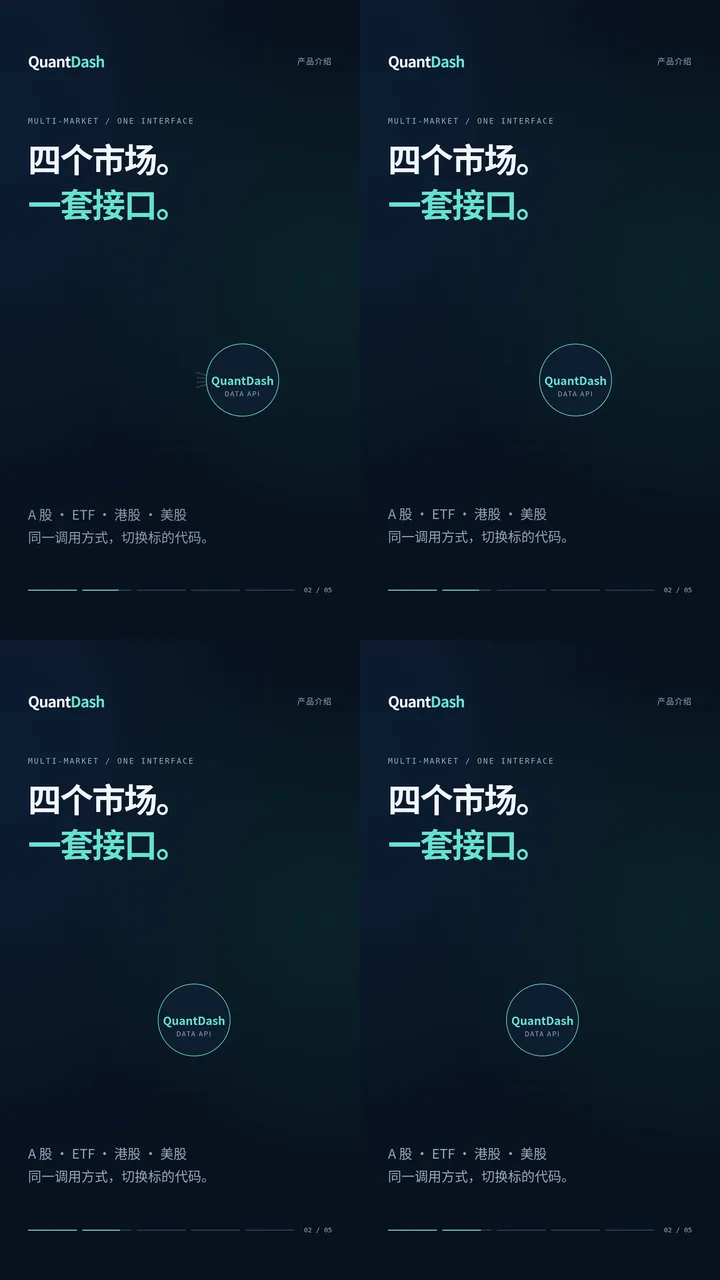 QuantDash
产品介绍
MULTI-MARKET / ONE INTERFACE
四个市场。
一套接口。
QuantDash
DATA API
A 股 · ETF · 港股 · 美股
同一调用方式，切换标的代码。
02 / 05
QuantDash
产品介绍
MULTI-MARKET / ONE INTERFACE
四个市场。
一套接口。
QuantDash
DATA API
A 股 · ETF · 港股 · 美股
同一调用方式，切换标的代码。
02 / 05
QuantDash
产品介绍
MULTI-MARKET / ONE INTERFACE
四个市场。
一套接口。
QuantDash
DATA API
A 股 · ETF · 港股 · 美股
同一调用方式，切换标的代码。
02 / 05
QuantDash
产品介绍
MULTI-MARKET / ONE INTERFACE
四个市场。
一套接口。
QuantDash
DATA API
A 股 · ETF · 港股 · 美股
同一调用方式，切换标的代码。
02 / 05